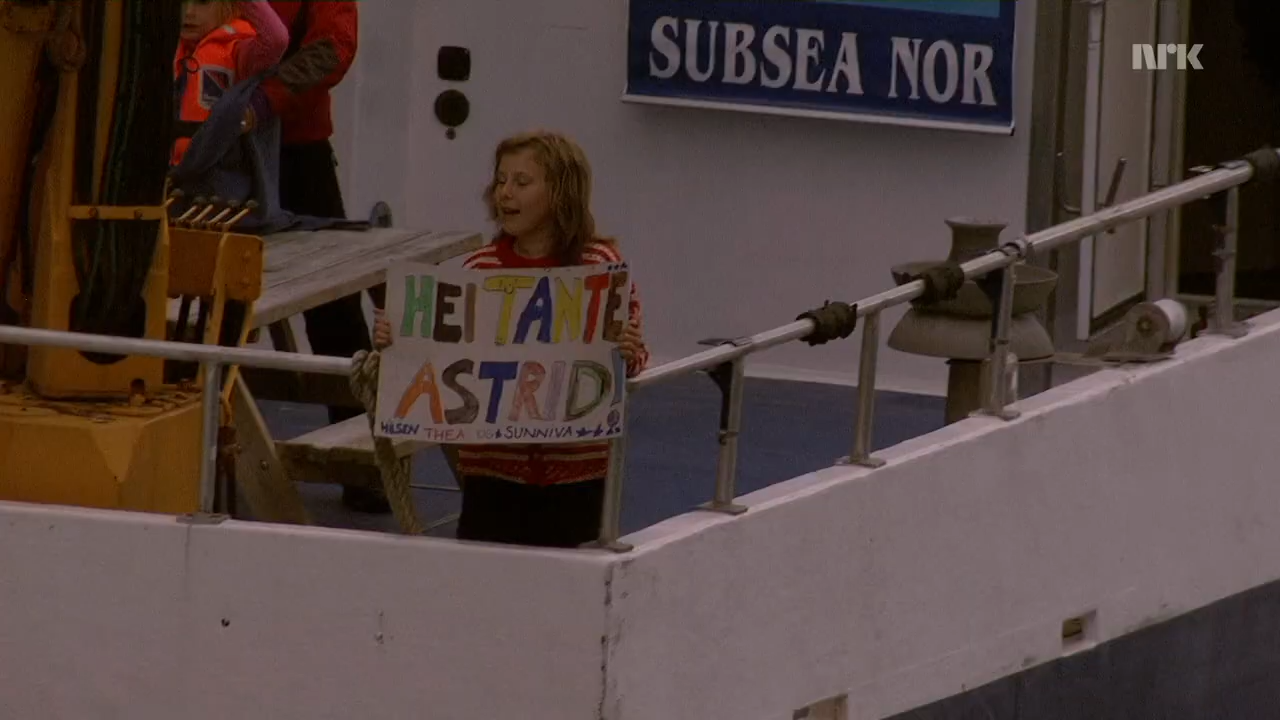 SUBSEA NOR
NRK
HEI TANTE
ASTRID!
HILSEN THEA OG SUNNIVA